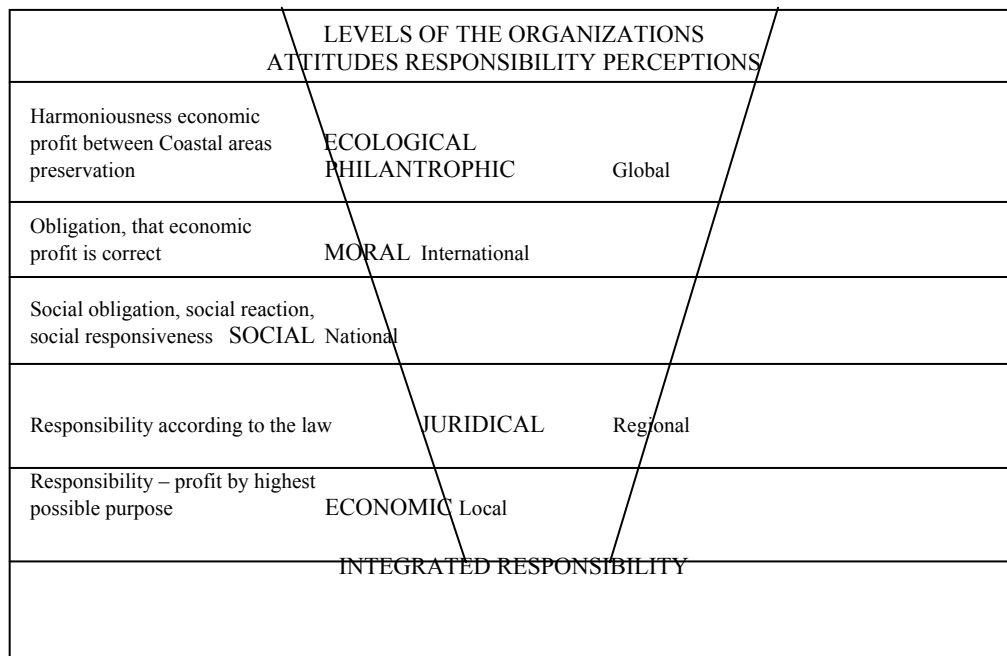 LEVELS OF THE ORGANIZATIONS
ATTITUDES RESPONSIBILITY PERCEPTIONS
Harmoniousness economic
profit between Coastal areas ECOLOGICAL
preservation PHILANTROPHIC Global
Obligation, that economic
profit is correct MORAL International
Social obligation, social reaction,
social responsiveness SOCIAL National
Responsibility according to the law JURIDICAL Regional
Responsibility – profit by highest
possible purpose ECONOMIC Local
INTEGRATED RESPONSIBILITY